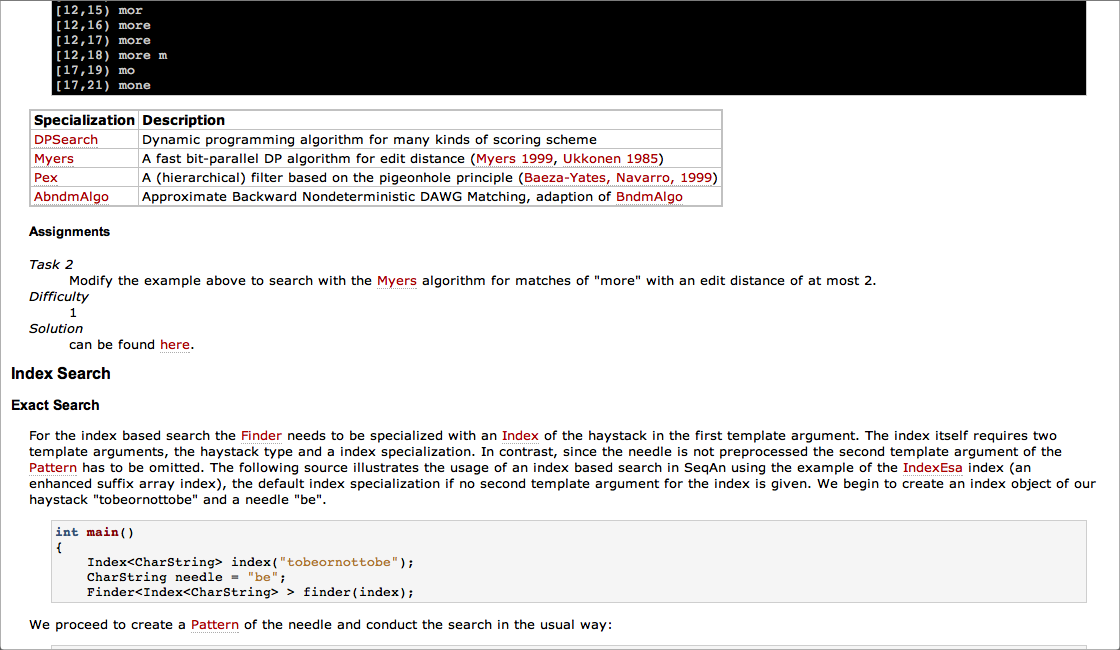 [12,15) mor
[12,16) more
[12,17) more
[12,18) more m
[17,19) mo
[17,21) mone
Specialization Description
DPSearch Dynamic programming algorithm for many kinds of scoring scheme
Myers A fast bit-parallel DP algorithm for edit distance (Myers 1999, Ukkonen 1985)
Pex A (hierarchical) filter based on the pigeonhole principle (Baeza-Yates, Navarro, 1999)
AbndmAlgo Approximate Backward Nondeterministic DAWG Matching, adaption of BndmAlgo
Assignments
Task 2
Modify the example above to search with the Myers algorithm for matches of "more" with an edit distance of at most 2.
Difficulty
1
Solution
can be found here.
Index Search
Exact Search
For the index based search the Finder needs to be specialized with an Index of the haystack in the first template argument. The index itself requires two
template arguments, the haystack type and a index specialization. In contrast, since the needle is not preprocessed the second template argument of the
Pattern has to be omitted. The following source illustrates the usage of an index based search in SeqAn using the example of the IndexEsa index (an
enhanced suffix array index), the default index specialization if no second template argument for the index is given. We begin to create an index object of our
haystack "tobeornottobe" and a needle "be".
int main()
{
    Index<CharString> index("tobeornottobe");
    CharString needle = "be";
    Finder<Index<CharString> > finder(index);
We proceed to create a Pattern of the needle and conduct the search in the usual way: